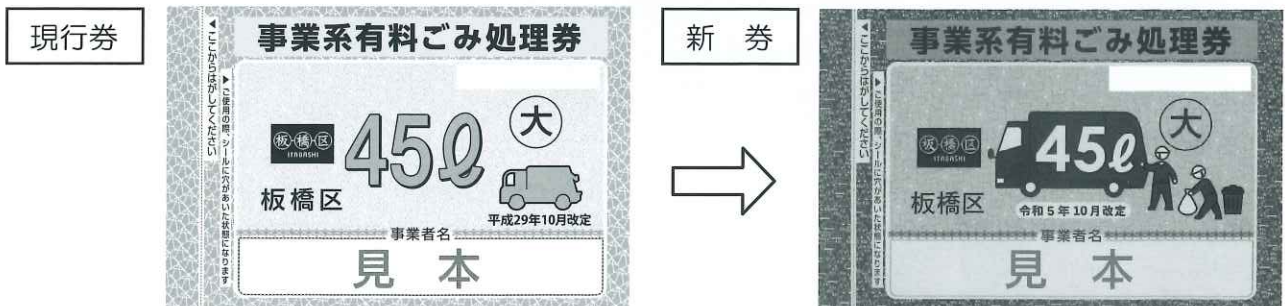 現行券
◀ここからはがしてください
▶ご使用の際、シールに穴があいた状態になります
事業系有料ごみ処理券
板橋区
ITABASHI
45ℓ
大
板橋区
平成29年10月改定
事業者名
見本
新 券
◀ここからはがしてください
▶ご使用の際、シールに穴があいた状態になります
事業系有料ごみ処理券
板橋区
ITABASHI
45ℓ
大
板橋区
令和5年10月改定
事業者名
見本